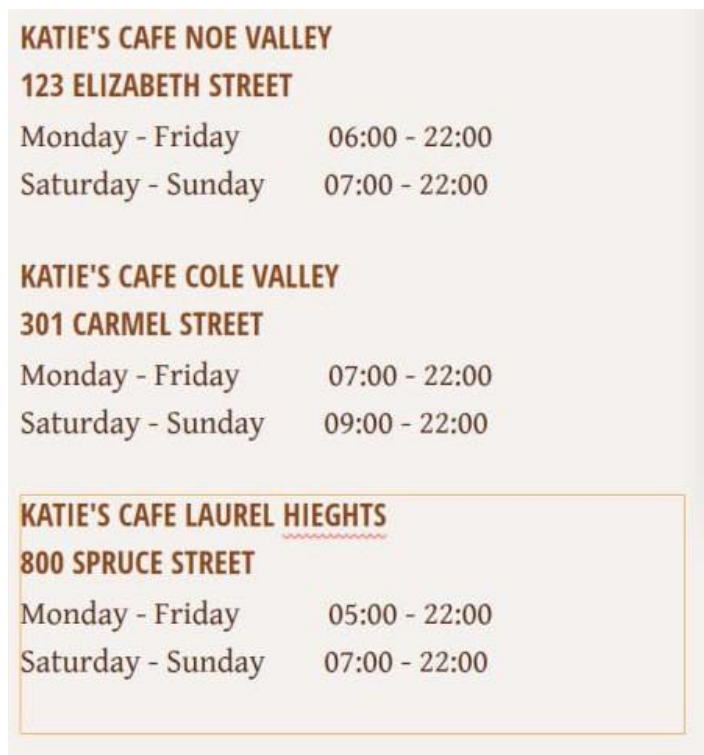 KATIE'S CAFE NOE VALLEY
123 ELIZABETH STREET
Monday - Friday 06:00 - 22:00
Saturday - Sunday 07:00 - 22:00
KATIE'S CAFE COLE VALLEY
301 CARMEL STREET
Monday - Friday 07:00 - 22:00
Saturday - Sunday 09:00 - 22:00
KATIE'S CAFE LAUREL HIEGHTS
800 SPRUCE STREET
Monday - Friday 05:00 - 22:00
Saturday - Sunday 07:00 - 22:00